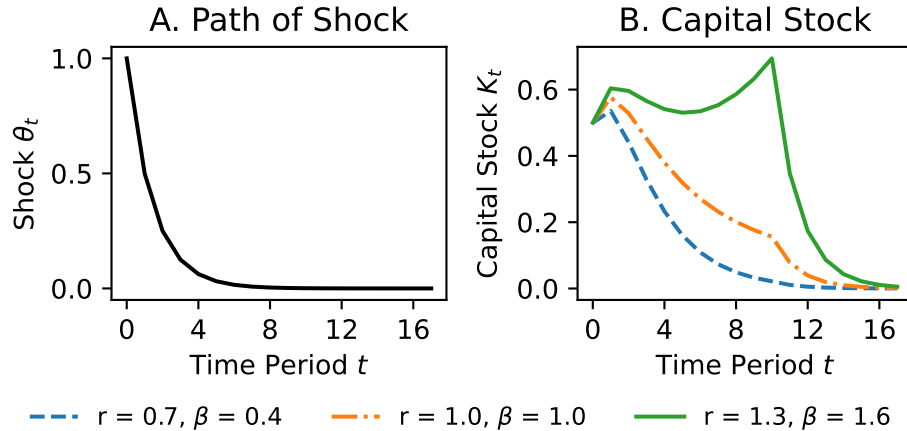 A. Path of Shock
1.0
0.5
0.0
Shock θ_t
0 4 8 12 16
Time Period t
B. Capital Stock
0.6
0.4
0.2
0.0
Capital Stock K_t
0 4 8 12 16
Time Period t
r = 0.7, β = 0.4 r = 1.0, β = 1.0 r = 1.3, β = 1.6